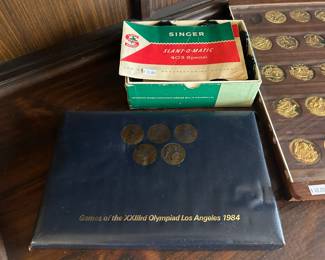 SINGER
SLANT-O-MATIC
403 Special
Games of the XXIIIrd Olympiad Los Angeles 1984